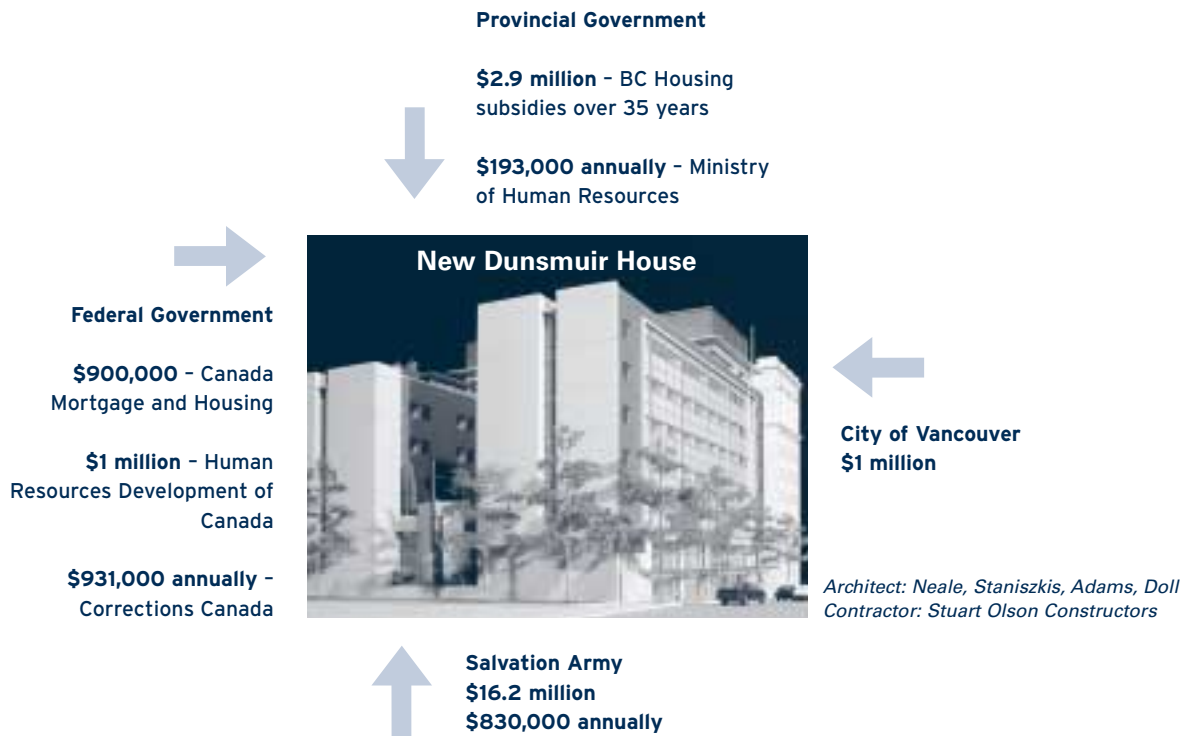 Provincial Government
$2.9 million – BC Housing
subsidies over 35 years
$193,000 annually – Ministry
of Human Resources
New Dunsmuir House
Federal Government
$900,000 – Canada
Mortgage and Housing
$1 million – Human
Resources Development of
Canada
$931,000 annually –
Corrections Canada
City of Vancouver
$1 million
Architect: Neale, Staniszkis, Adams, Doll
Contractor: Stuart Olson Constructors
Salvation Army
$16.2 million
$830,000 annually